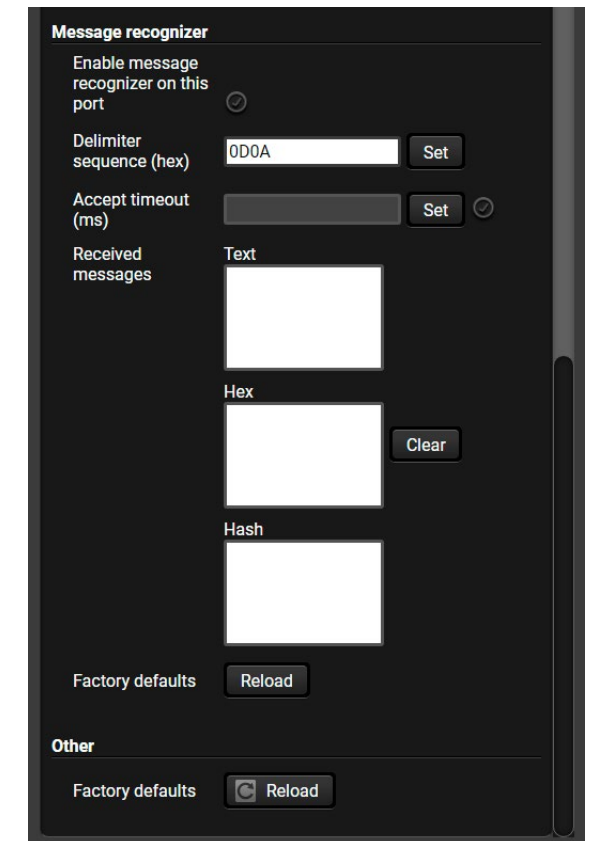 Message recognizer
Enable message
recognizer on this
port
Delimiter
sequence (hex)
0D0A
Set
Accept timeout
(ms)
Set
Received
messages
Text
Hex
Clear
Hash
Factory defaults
Reload
Other
Factory defaults
Reload